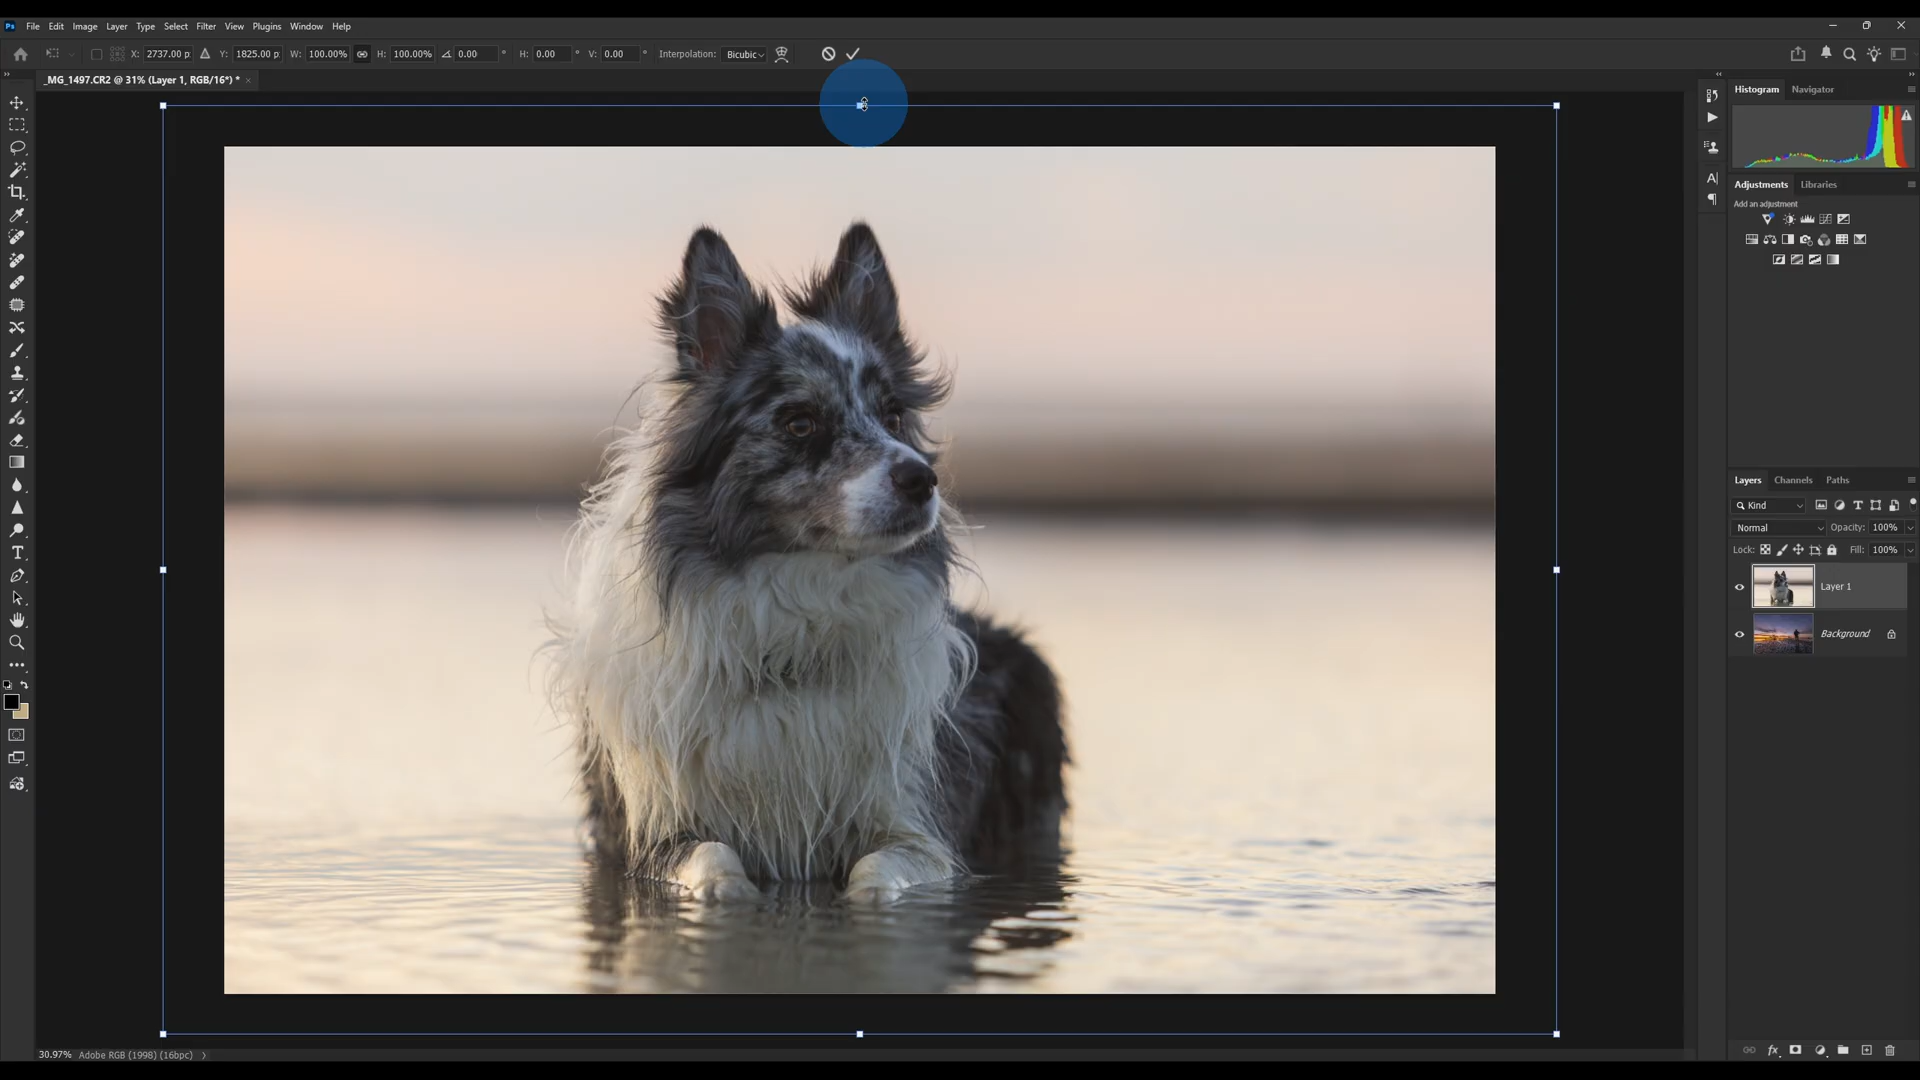 Ps File Edit Image Layer Type Select Filter View Plugins Window Help
X: 2737.00 p Y: 1825.00 p W: 100.00% H: 100.00% 0.00 ° H: 0.00 ° V: 0.00 ° Interpolation: Bicubic
_MG_1497.CR2 @ 31% (Layer 1, RGB/16*) * ×
Histogram Navigator
Adjustments Libraries
Add an adjustment
Layers Channels Paths
Kind
Normal Opacity: 100%
Lock: Fill: 100%
Layer 1
Background
fx
30.97% Adobe RGB (1998) (16bpc)